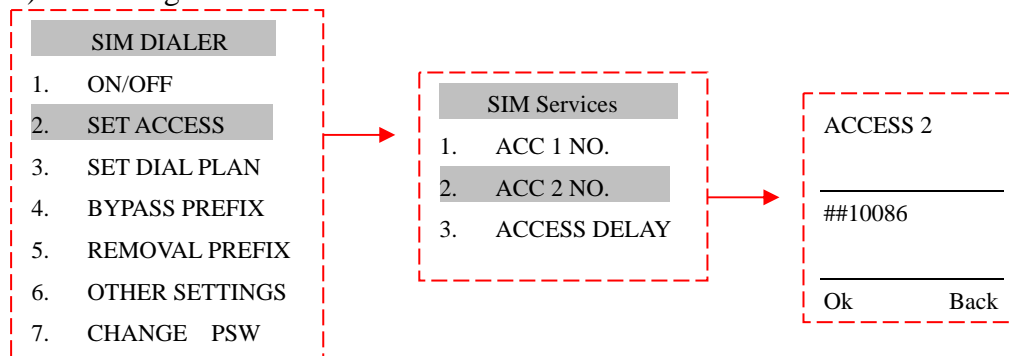 SIM DIALER
1. ON/OFF
2. SET ACCESS
3. SET DIAL PLAN
4. BYPASS PREFIX
5. REMOVAL PREFIX
6. OTHER SETTINGS
7. CHANGE PSW
SIM Services
1. ACC 1 NO.
2. ACC 2 NO.
3. ACCESS DELAY
ACCESS 2
##10086
Ok Back